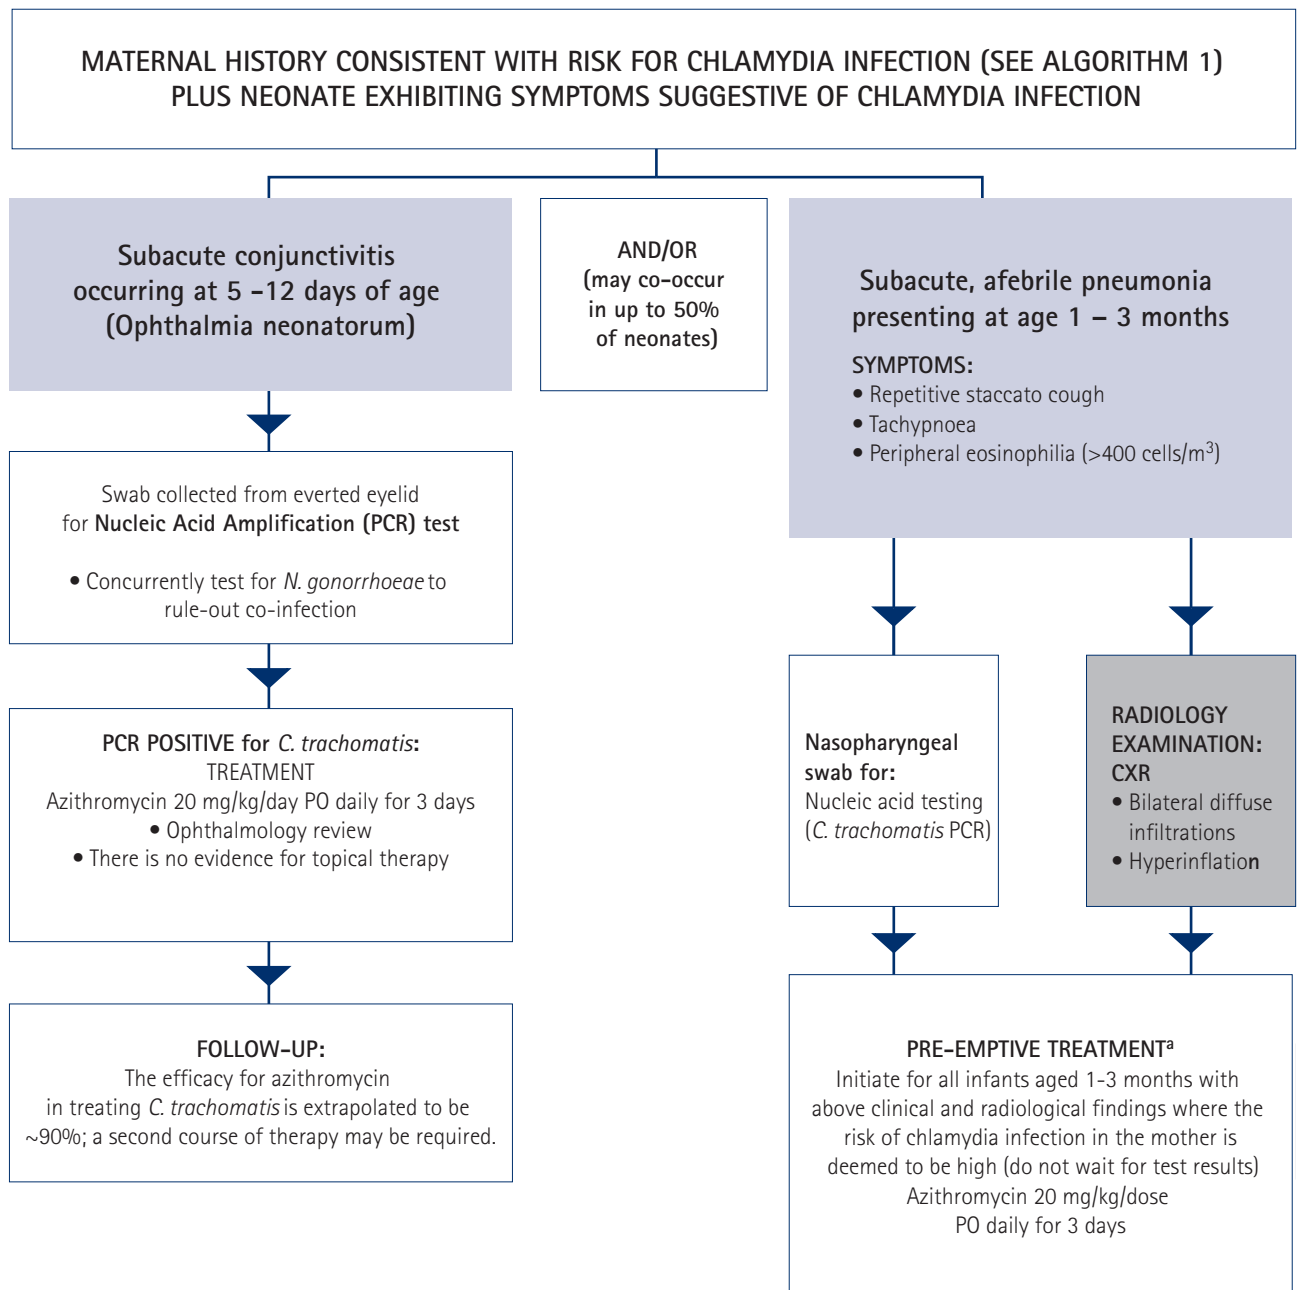 MATERNAL HISTORY CONSISTENT WITH RISK FOR CHLAMYDIA INFECTION (SEE ALGORITHM 1)
PLUS NEONATE EXHIBITING SYMPTOMS SUGGESTIVE OF CHLAMYDIA INFECTION
Subacute conjunctivitis
occurring at 5 -12 days of age
(Ophthalmia neonatorum)
AND/OR
(may co-occur
in up to 50%
of neonates)
Subacute, afebrile pneumonia
presenting at age 1 – 3 months
SYMPTOMS:
• Repetitive staccato cough
• Tachypnoea
• Peripheral eosinophilia (>400 cells/m³)
Swab collected from everted eyelid
for Nucleic Acid Amplification (PCR) test
• Concurrently test for N. gonorrhoeae to
rule-out co-infection
PCR POSITIVE for C. trachomatis:
TREATMENT
Azithromycin 20 mg/kg/day PO daily for 3 days
• Ophthalmology review
• There is no evidence for topical therapy
FOLLOW-UP:
The efficacy for azithromycin
in treating C. trachomatis is extrapolated to be
~90%; a second course of therapy may be required.
Nasopharyngeal
swab for:
Nucleic acid testing
(C. trachomatis PCR)
RADIOLOGY
EXAMINATION:
CXR
• Bilateral diffuse
infiltrations
• Hyperinflation
PRE-EMPTIVE TREATMENTᵃ
Initiate for all infants aged 1-3 months with
above clinical and radiological findings where the
risk of chlamydia infection in the mother is
deemed to be high (do not wait for test results)
Azithromycin 20 mg/kg/dose
PO daily for 3 days